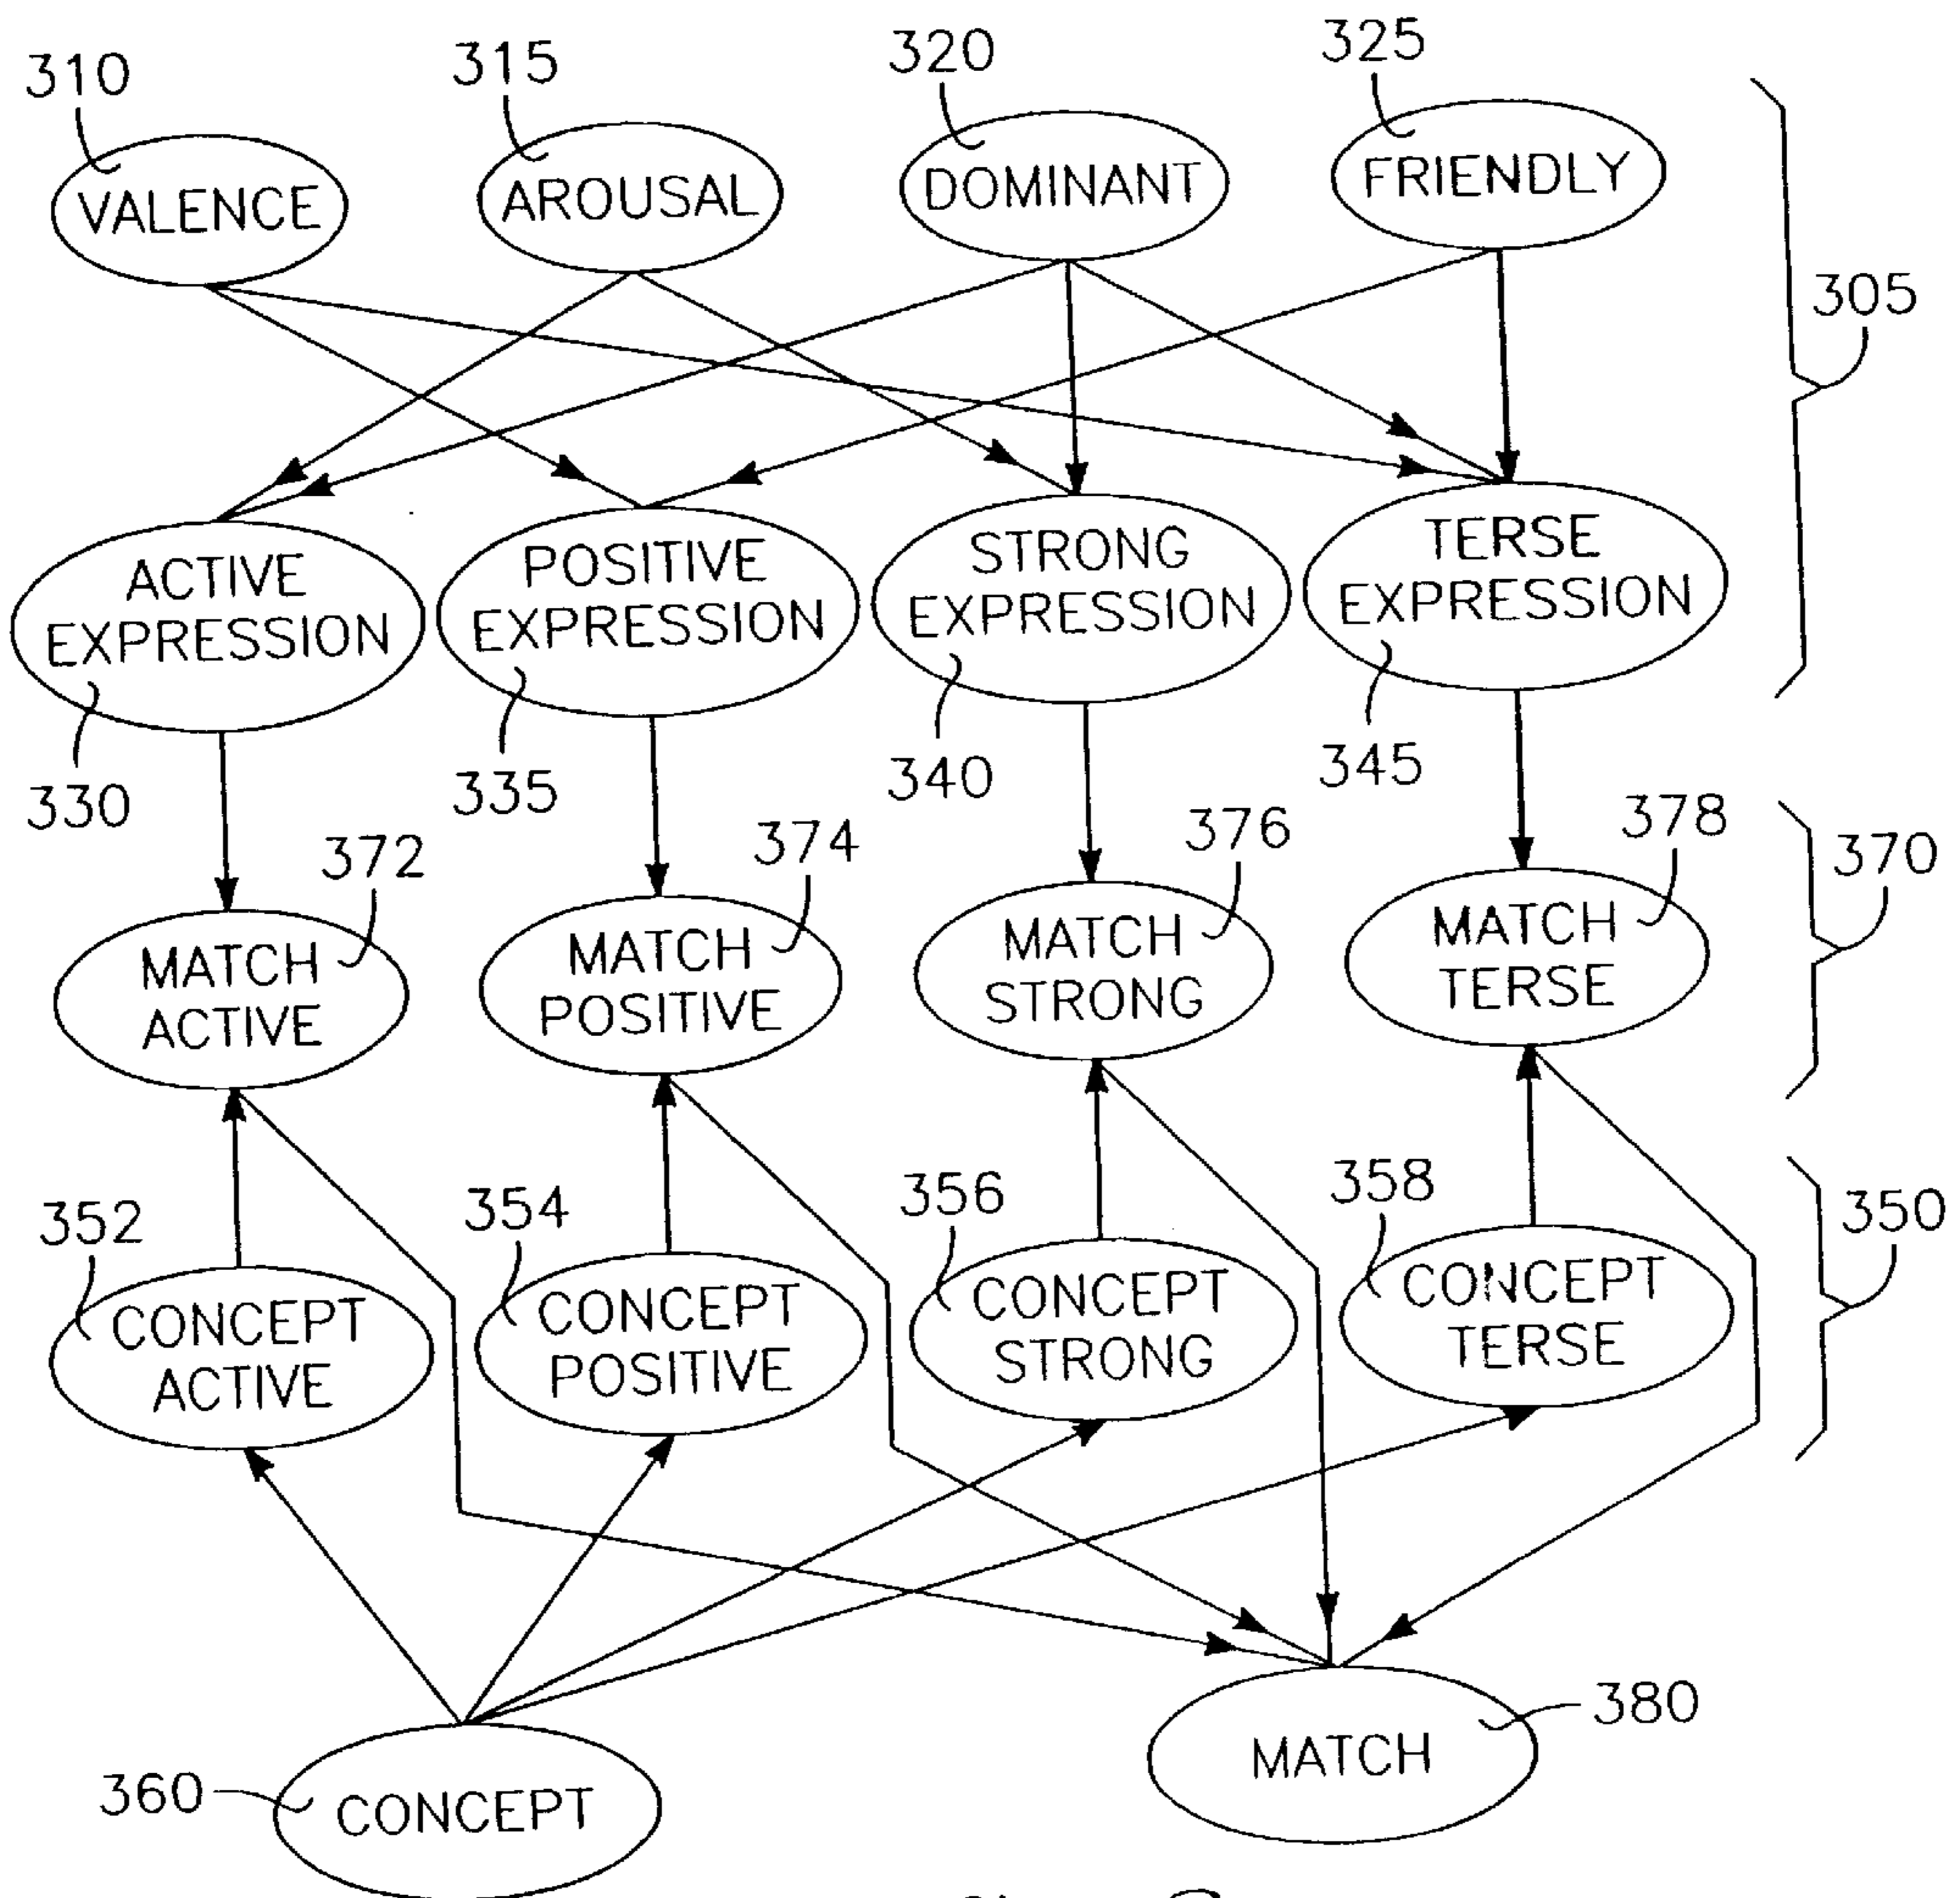 310
315
320
325
VALENCE
AROUSAL
DOMINANT
FRIENDLY
305
ACTIVE
EXPRESSION
POSITIVE
EXPRESSION
STRONG
EXPRESSION
TERSE
EXPRESSION
330
335
340
345
372
374
376
378
370
MATCH
ACTIVE
MATCH
POSITIVE
MATCH
STRONG
MATCH
TERSE
352
354
356
358
350
CONCEPT
ACTIVE
CONCEPT
POSITIVE
CONCEPT
STRONG
CONCEPT
TERSE
360
CONCEPT
MATCH
380